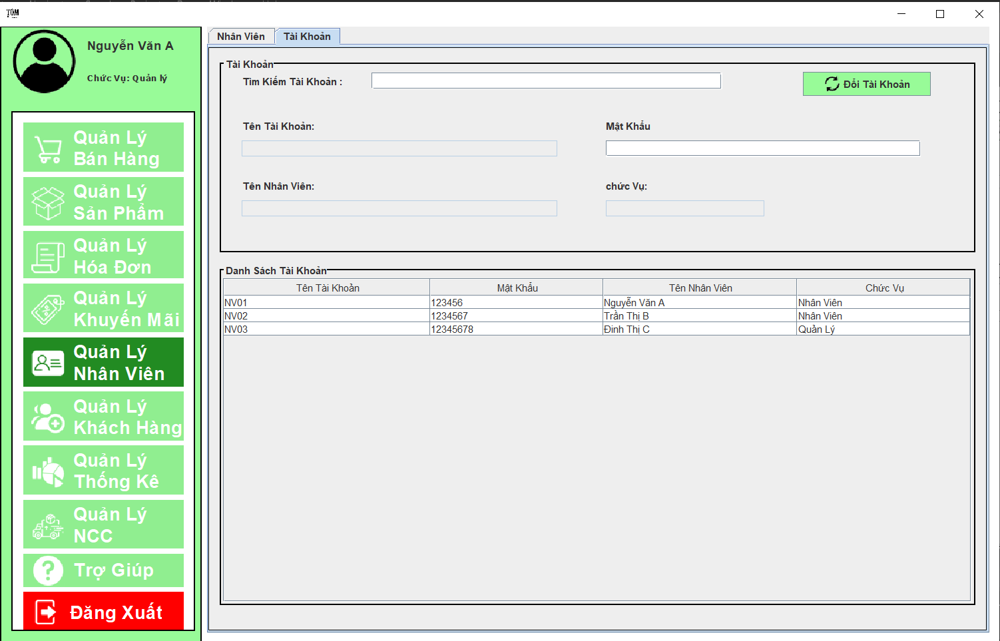 TQM
Nguyễn Văn A
Chức Vụ: Quản lý
Quản Lý
Bán Hàng
Quản Lý
Sản Phẩm
Quản Lý
Hóa Đơn
Quản Lý
Khuyến Mãi
Quản Lý
Nhân Viên
Quản Lý
Khách Hàng
Quản Lý
Thống Kê
Quản Lý
NCC
Trợ Giúp
Đăng Xuất
Nhân Viên Tài Khoản
Tài Khoản
Tìm Kiếm Tài Khoản :
Đổi Tài Khoản
Tên Tài Khoản: Mật Khẩu
Tên Nhân Viên: chức Vụ:
Danh Sách Tài Khoản
Tên Tài Khoản Mật Khẩu Tên Nhân Viên Chức Vụ
NV01 123456 Nguyễn Văn A Nhân Viên
NV02 1234567 Trần Thị B Nhân Viên
NV03 12345678 Đinh Thị C Quản Lý